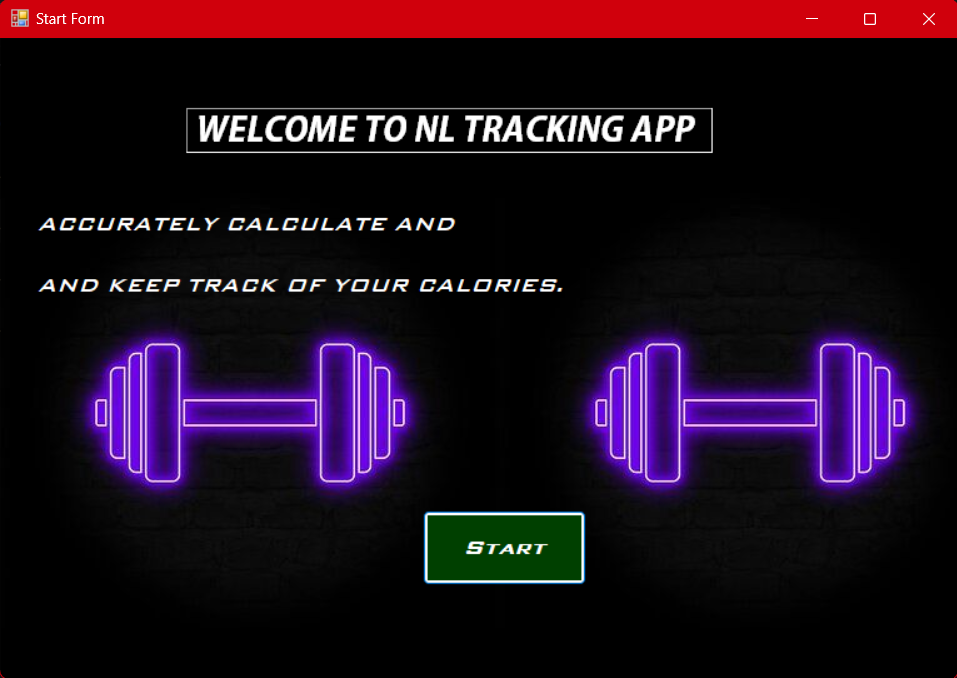 Start Form
WELCOME TO NL TRACKING APP
ACCURATELY CALCULATE AND
AND KEEP TRACK OF YOUR CALORIES.
START